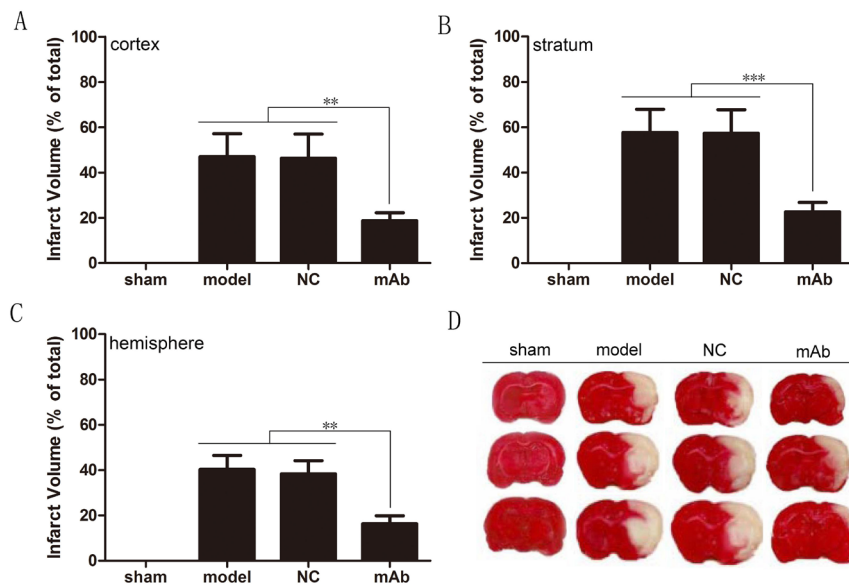 A
cortex
Infarct Volume (% of total)
100
80
60
40
20
0
**
sham model NC mAb
B
stratum
Infarct Volume (% of total)
100
80
60
40
20
0
***
sham model NC mAb
C
hemisphere
Infarct Volume (% of total)
100
80
60
40
20
0
**
sham model NC mAb
D
sham model NC mAb